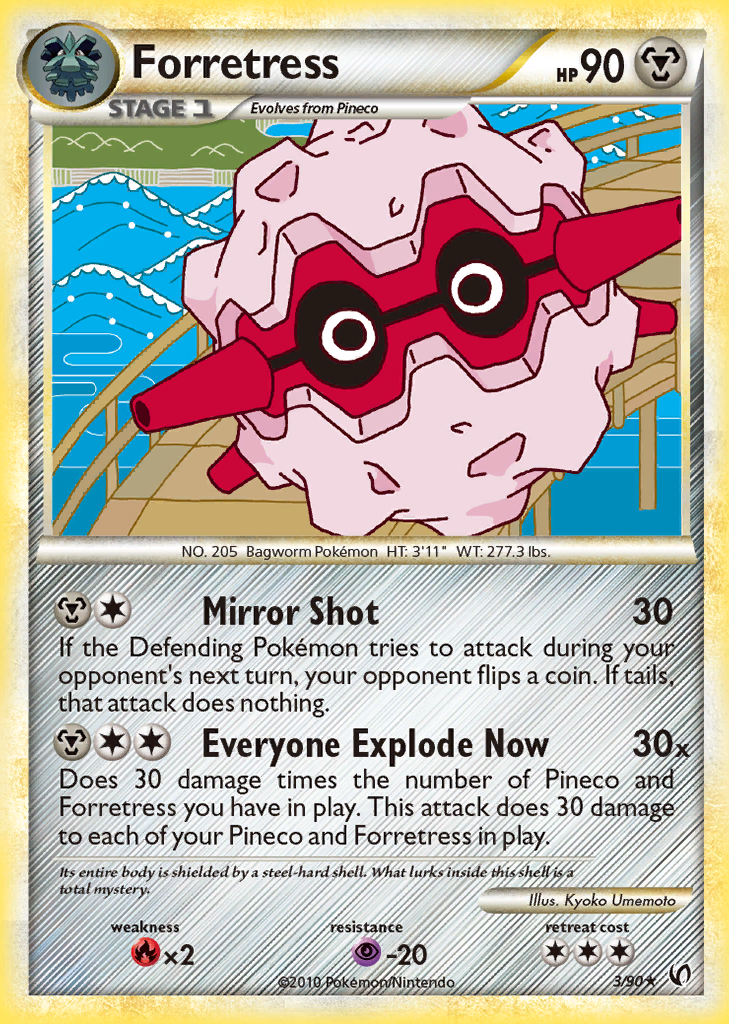 Forretress
HP 90
STAGE 1
Evolves from Pineco
NO. 205 Bagworm Pokémon HT: 3'11" WT: 277.3 lbs.
Mirror Shot 30
If the Defending Pokémon tries to attack during your
opponent's next turn, your opponent flips a coin. If tails,
that attack does nothing.
Everyone Explode Now 30x
Does 30 damage times the number of Pineco and
Forretress you have in play. This attack does 30 damage
to each of your Pineco and Forretress in play.
Its entire body is shielded by a steel-hard shell. What lurks inside this shell is a
total mystery.
Illus. Kyoko Umemoto
weakness resistance retreat cost
×2 -20
©2010 Pokémon/Nintendo 3/90★